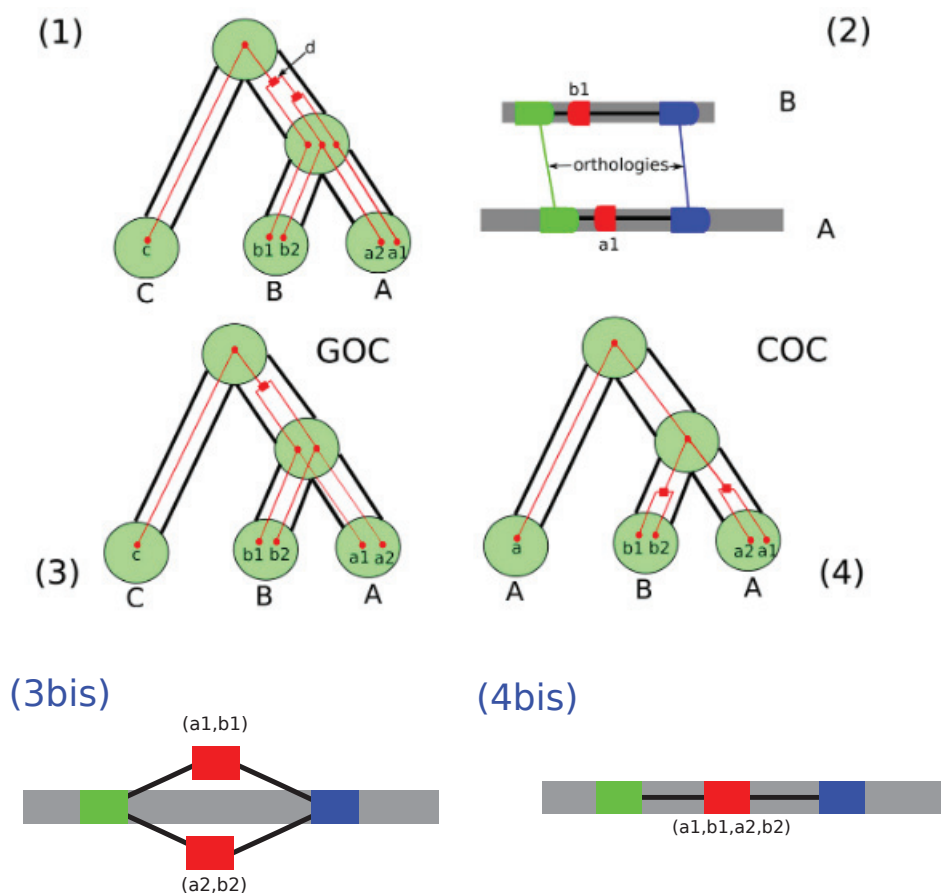 (1)
d
c
b1 b2
a2 a1
C
B
A
(2)
b1
B
orthologies
a1
A
GOC
(3)
c
b1 b2
a1 a2
C
B
A
COC
(4)
a
b1 b2
a2 a1
A
B
A
(3bis)
(a1,b1)
(a2,b2)
(4bis)
(a1,b1,a2,b2)